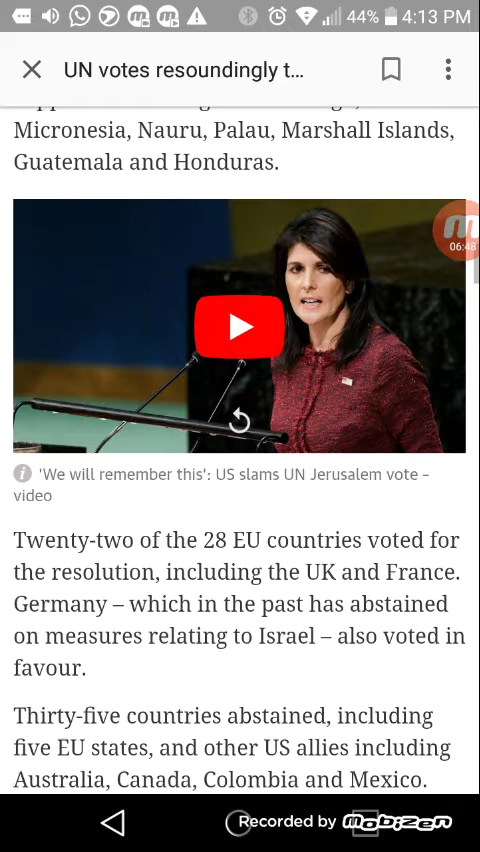 44% 4:13 PM
UN votes resoundingly t...
Micronesia, Nauru, Palau, Marshall Islands,
Guatemala and Honduras.
06:48
'We will remember this': US slams UN Jerusalem vote –
video
Twenty-two of the 28 EU countries voted for
the resolution, including the UK and France.
Germany – which in the past has abstained
on measures relating to Israel – also voted in
favour.
Thirty-five countries abstained, including
five EU states, and other US allies including
Australia, Canada, Colombia and Mexico.
Recorded by Mobizen